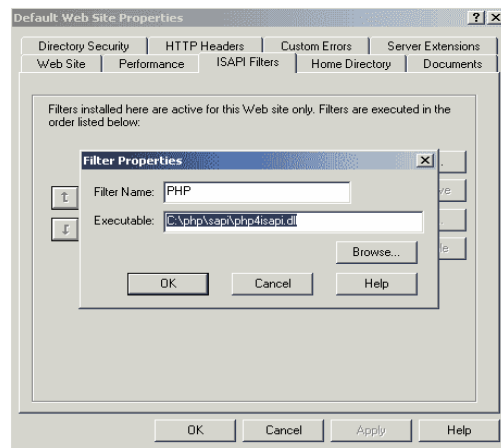 Default Web Site Properties
Directory Security HTTP Headers Custom Errors Server Extensions
Web Site Performance ISAPI Filters Home Directory Documents
Filters installed here are active for this Web site only. Filters are executed in the
order listed below:
Filter Properties
Filter Name: PHP
Executable: C:\php\sapi\php4isapi.dll
Browse...
OK Cancel Help
OK Cancel Apply Help